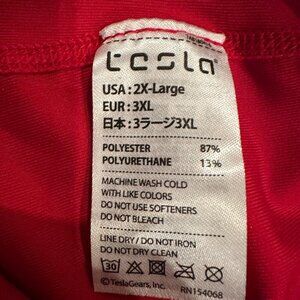 tesla
USA : 2X-Large
EUR : 3XL
日本 : 3ラージ3XL
POLYESTER 87%
POLYURETHANE 13%
MACHINE WASH COLD
WITH LIKE COLORS
DO NOT USE SOFTENERS
DO NOT BLEACH
LINE DRY / DO NOT IRON
DO NOT DRY CLEAN
30
© TeslaGears, Inc. RN154068